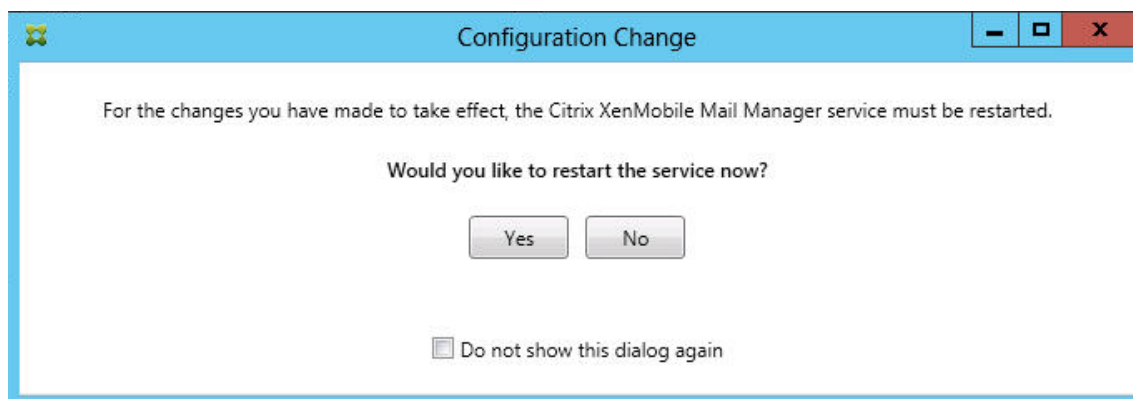 Configuration Change
For the changes you have made to take effect, the Citrix XenMobile Mail Manager service must be restarted.
Would you like to restart the service now?
Yes No
Do not show this dialog again